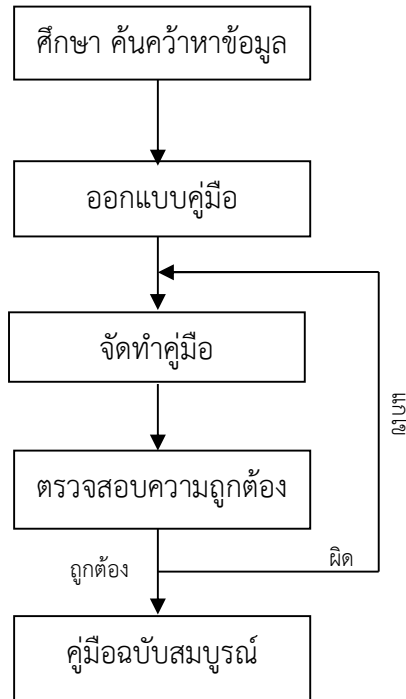 ศึกษา ค้นคว้าหาข้อมูล
ออกแบบคู่มือ
จัดทำคู่มือ
แก้ไข
ตรวจสอบความถูกต้อง
ถูกต้อง
ผิด
คู่มือฉบับสมบูรณ์